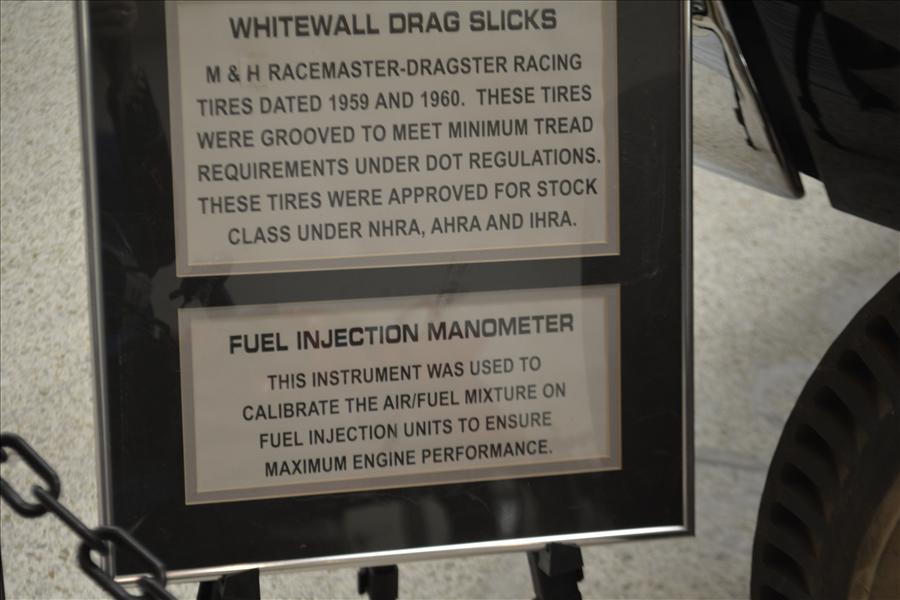 WHITEWALL DRAG SLICKS
M & H RACEMASTER-DRAGSTER RACING
TIRES DATED 1959 AND 1960. THESE TIRES
WERE GROOVED TO MEET MINIMUM TREAD
REQUIREMENTS UNDER DOT REGULATIONS.
THESE TIRES WERE APPROVED FOR STOCK
CLASS UNDER NHRA, AHRA AND IHRA.
FUEL INJECTION MANOMETER
THIS INSTRUMENT WAS USED TO
CALIBRATE THE AIR/FUEL MIXTURE ON
FUEL INJECTION UNITS TO ENSURE
MAXIMUM ENGINE PERFORMANCE.